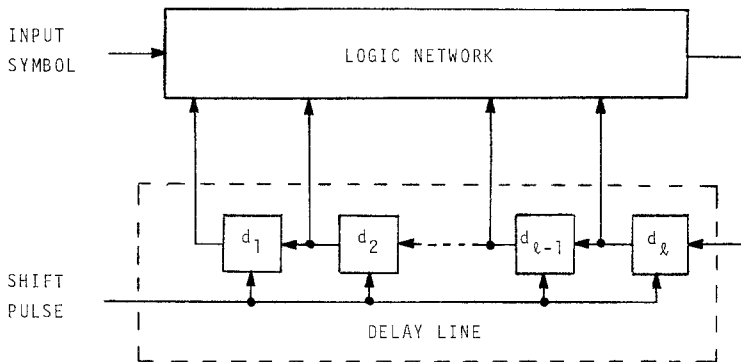 INPUT
SYMBOL
LOGIC NETWORK
d₁
d₂
dℓ-1
dℓ
SHIFT
PULSE
DELAY LINE